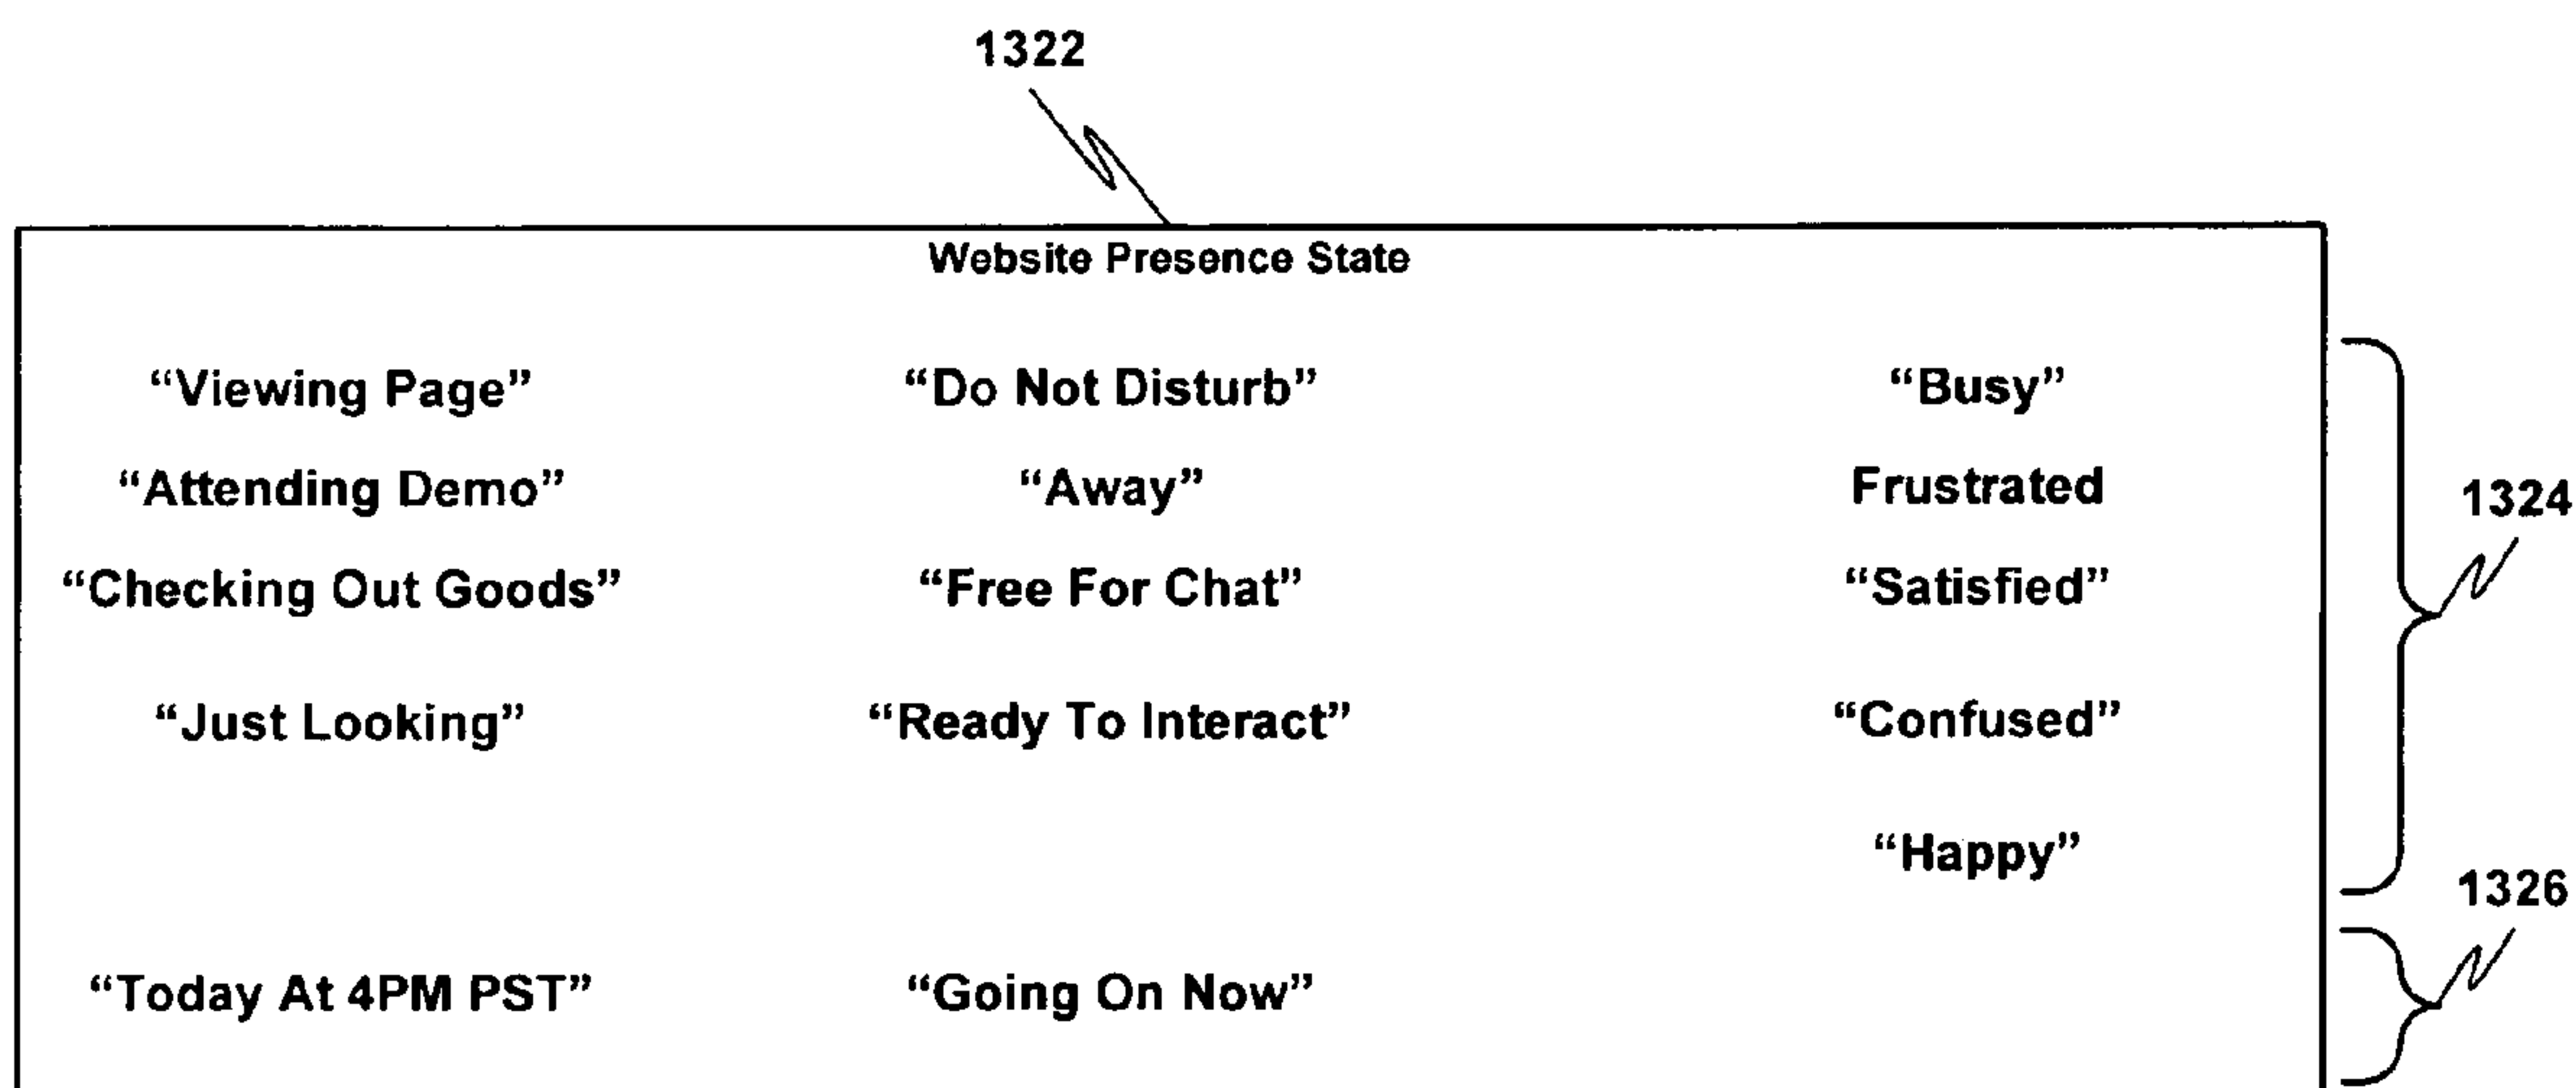 1322
Website Presence State
“Viewing Page” “Do Not Disturb” “Busy”
“Attending Demo” “Away” Frustrated
1324
“Checking Out Goods” “Free For Chat” “Satisfied”
“Just Looking” “Ready To Interact” “Confused”
“Happy”
1326
“Today At 4PM PST” “Going On Now”